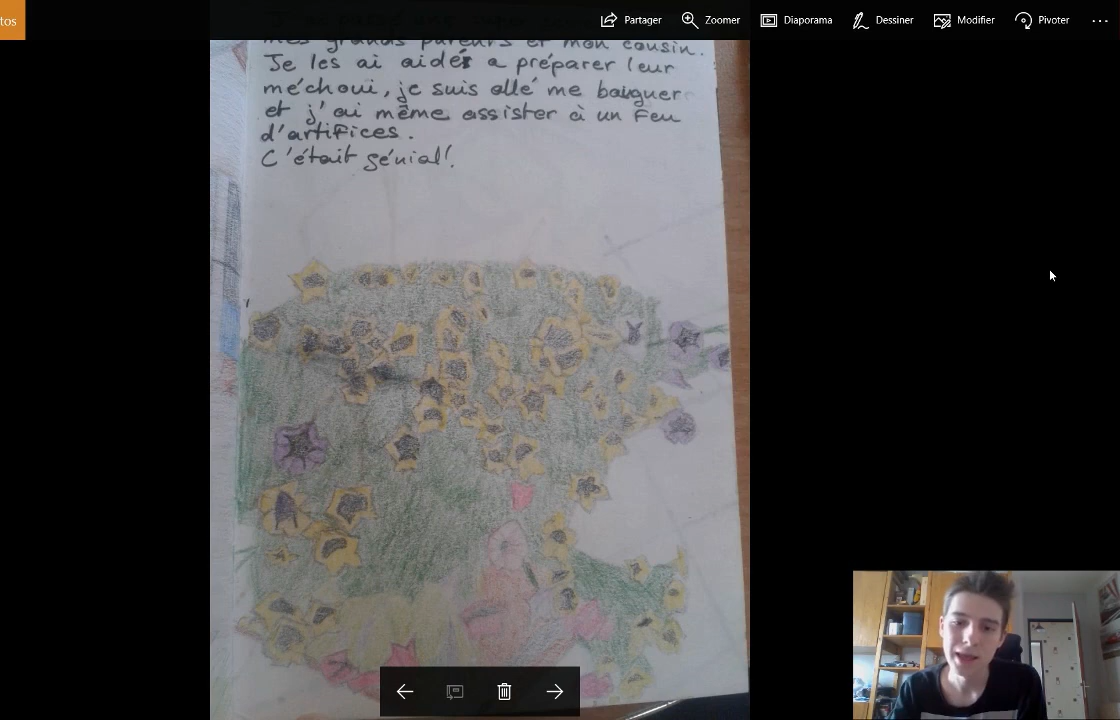 tos
Partager Zoomer Diaporama Dessiner Modifier Pivoter
mes grands parents et mon cousin.
Je les ai aidés a préparer leur
méchoui, je suis allé me baigner
et j'ai même assister à un feu
d'artifices.
C'était génial!